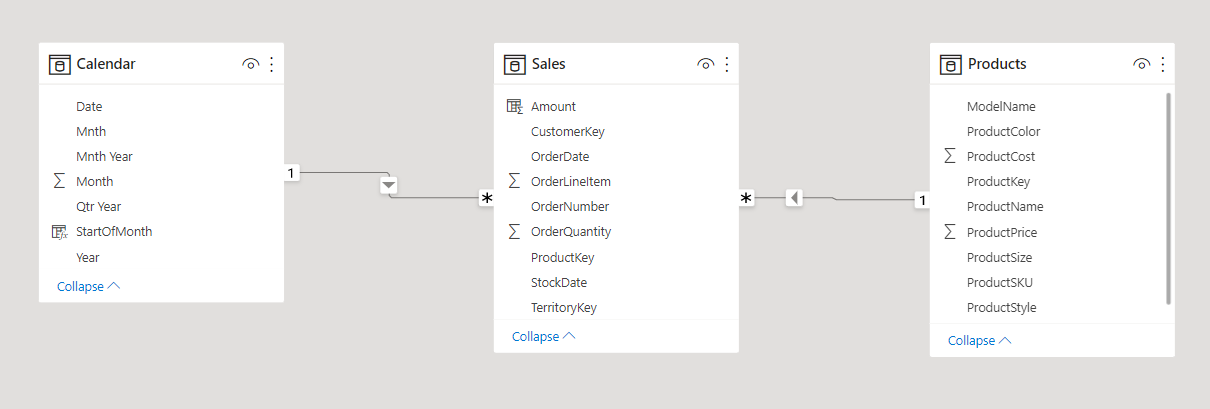 Calendar
Date
Mnth
Mnth Year
Month
Qtr Year
StartOfMonth
Year
Collapse
1
*
Sales
Amount
CustomerKey
OrderDate
OrderLineItem
OrderNumber
OrderQuantity
ProductKey
StockDate
TerritoryKey
Collapse
*
1
Products
ModelName
ProductColor
ProductCost
ProductKey
ProductName
ProductPrice
ProductSize
ProductSKU
ProductStyle
Collapse